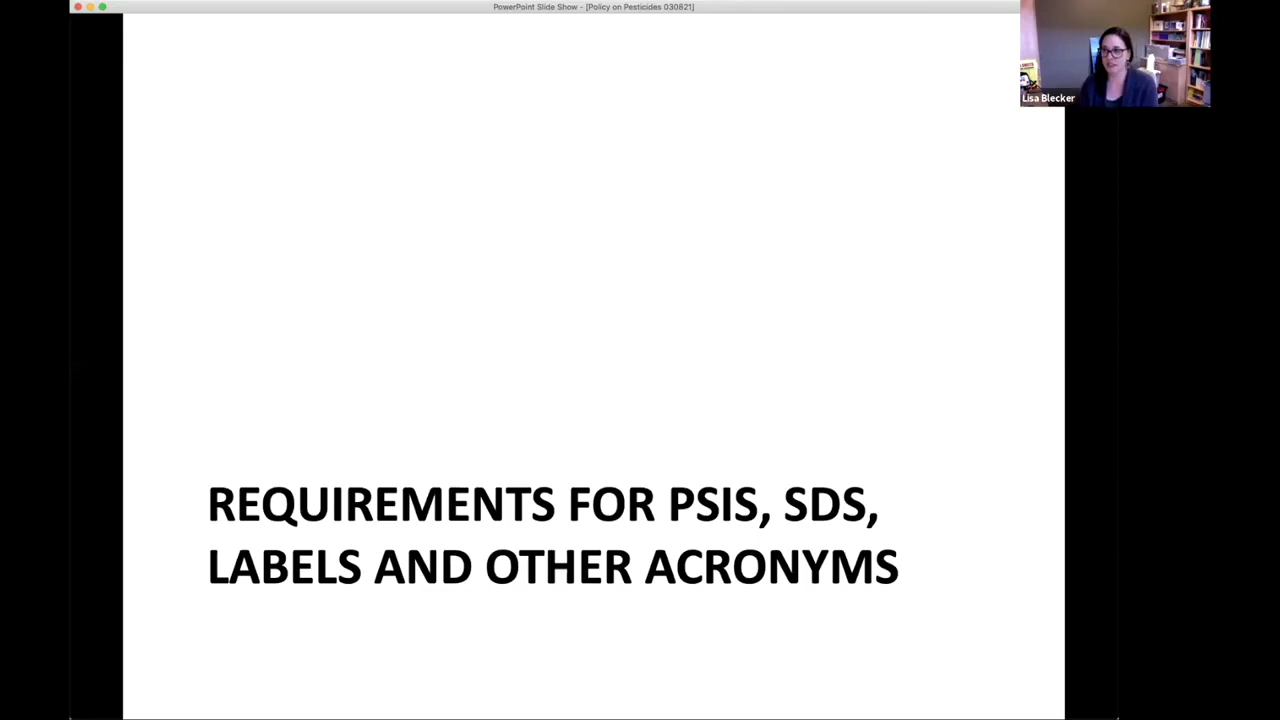 PowerPoint Slide Show - [Policy on Pesticides 030821]
Lisa Blecker
REQUIREMENTS FOR PSIS, SDS,
LABELS AND OTHER ACRONYMS